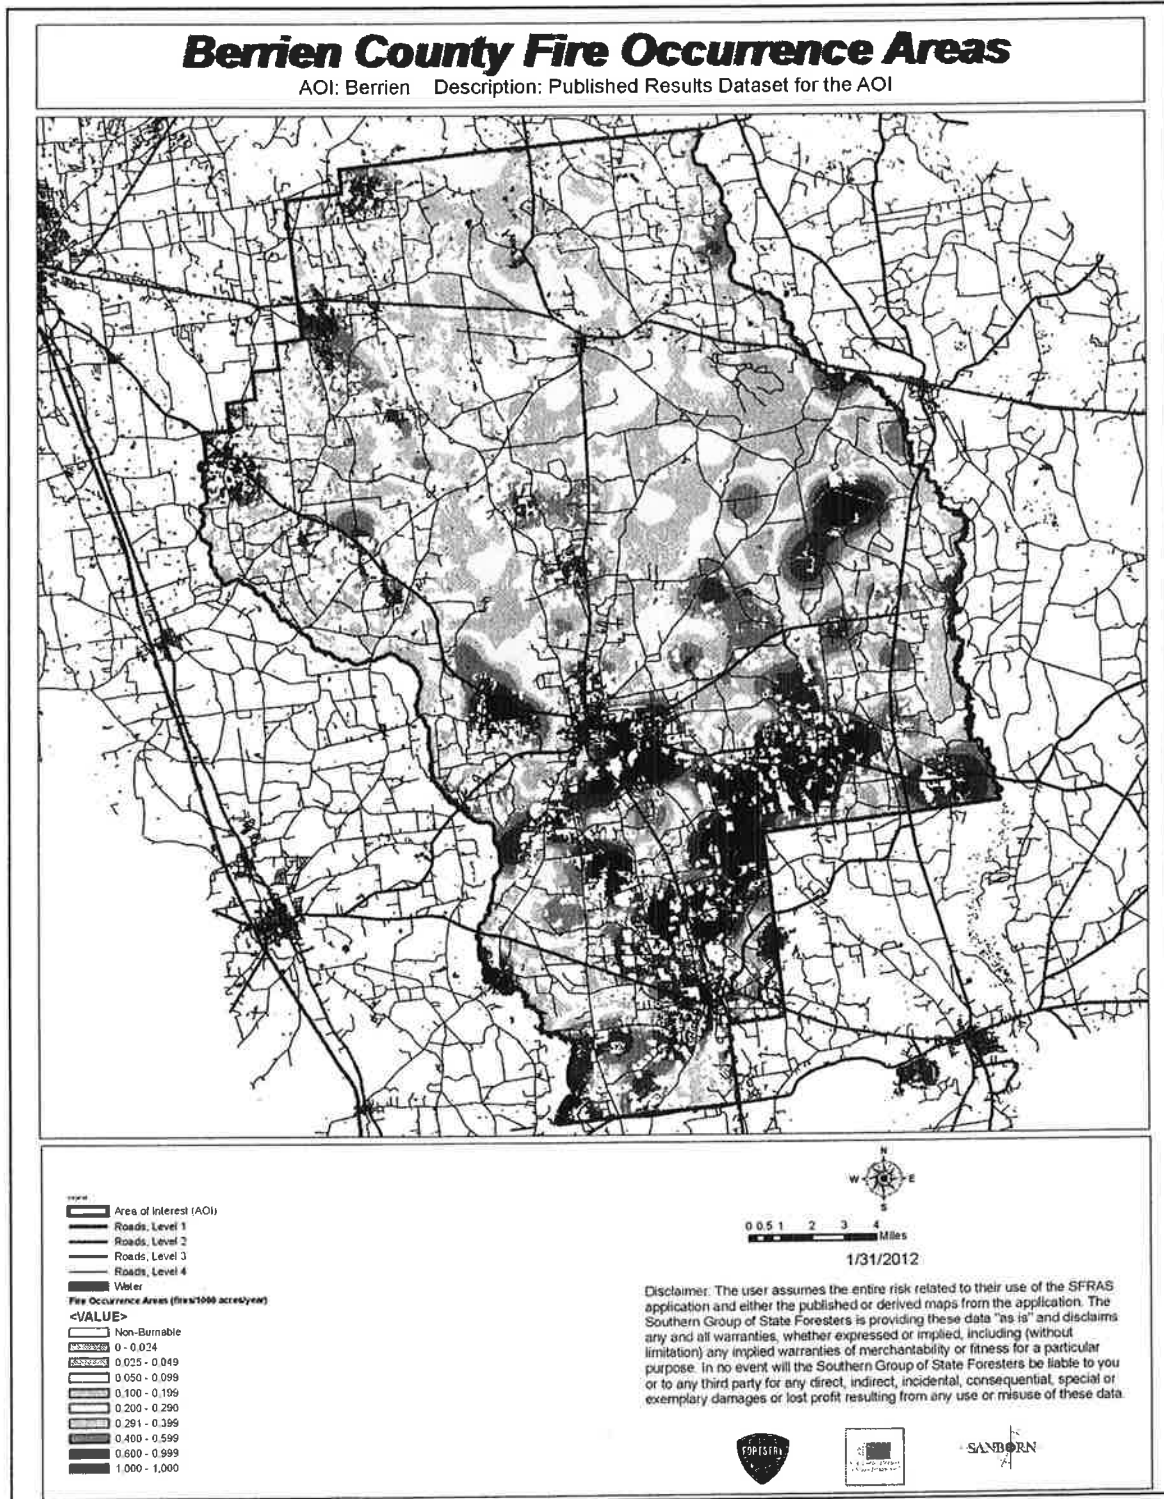 Berrien County Fire Occurrence Areas
AOI: Berrien Description: Published Results Dataset for the AOI
Legend
Area of Interest (AOI)
Roads, Level 1
Roads, Level 2
Roads, Level 3
Roads, Level 4
Water
Fire Occurrence Areas (fires/1000 acres/year)
<VALUE>
Non-Burnable
0 - 0.024
0.025 - 0.049
0.050 - 0.099
0.100 - 0.199
0.200 - 0.290
0.291 - 0.399
0.400 - 0.599
0.600 - 0.999
1.000 - 1.000
N
W E
S
0 0.5 1 2 3 4
Miles
1/31/2012
Disclaimer: The user assumes the entire risk related to their use of the SFRAS
application and either the published or derived maps from the application. The
Southern Group of State Foresters is providing these data "as is" and disclaims
any and all warranties, whether expressed or implied, including (without
limitation) any implied warranties of merchantability or fitness for a particular
purpose. In no event will the Southern Group of State Foresters be liable to you
or to any third party for any direct, indirect, incidental, consequential, special or
exemplary damages or lost profit resulting from any use or misuse of these data.
FORESTRY
SANBORN